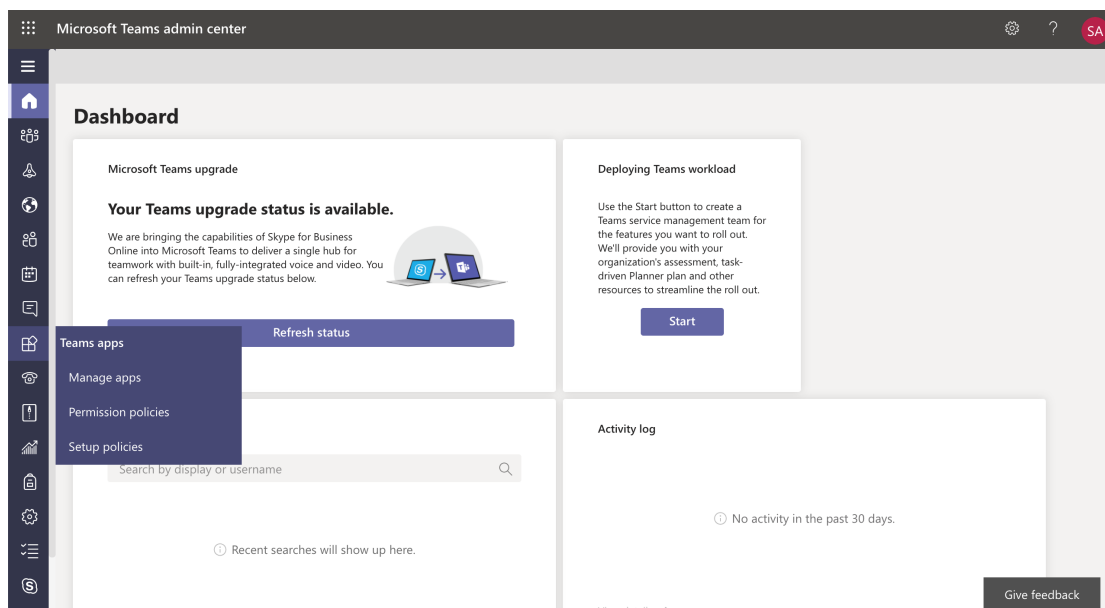 Microsoft Teams admin center
?
SA
Dashboard
Microsoft Teams upgrade
Your Teams upgrade status is available.
We are bringing the capabilities of Skype for Business
Online into Microsoft Teams to deliver a single hub for
teamwork with built-in, fully-integrated voice and video. You
can refresh your Teams upgrade status below.
Refresh status
Deploying Teams workload
Use the Start button to create a
Teams service management team for
the features you want to roll out.
We'll provide you with your
organization's assessment, task-
driven Planner plan and other
resources to streamline the roll out.
Start
Teams apps
Manage apps
Permission policies
Setup policies
Search by display or username
Recent searches will show up here.
Activity log
No activity in the past 30 days.
Give feedback